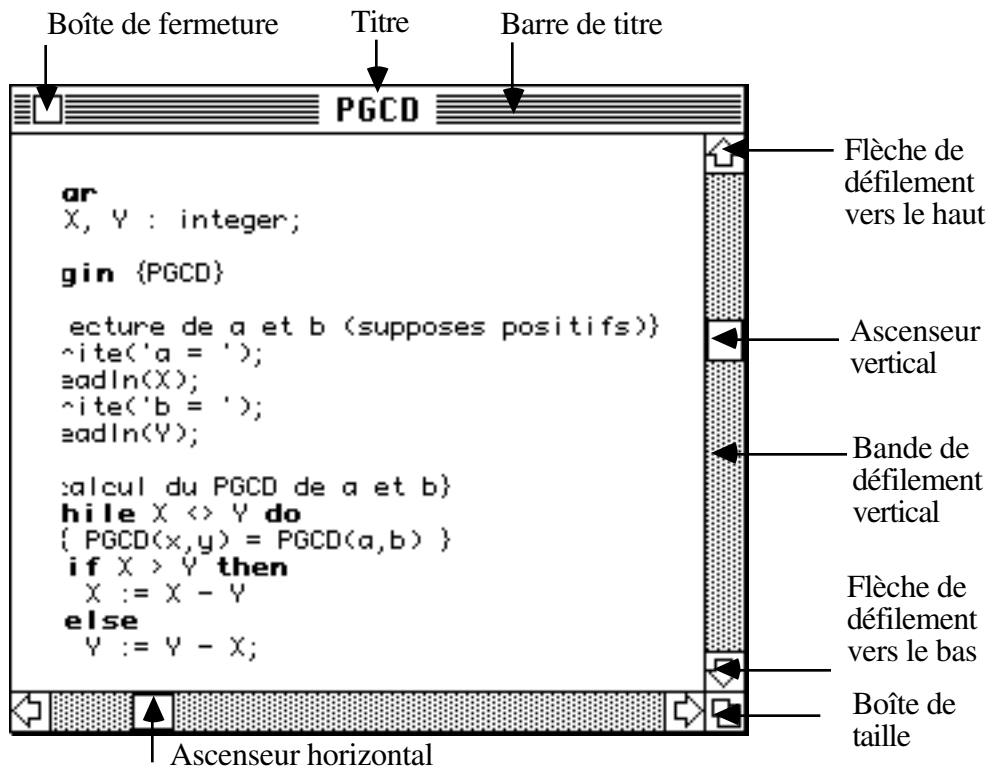 Boîte de fermeture
Titre
Barre de titre
PGCD
ar
X, Y : integer;
gin {PGCD}
ecture de a et b (supposes positifs)}
ite('a = ');
eadln(X);
ite('b = ');
eadln(Y);
alcul du PGCD de a et b}
hile X <> Y do
{ PGCD(x,y) = PGCD(a,b) }
if X > Y then
X := X - Y
else
Y := Y - X;
Flèche de
défilement
vers le haut
Ascenseur
vertical
Bande de
défilement
vertical
Flèche de
défilement
vers le bas
Boîte de
taille
Ascenseur horizontal